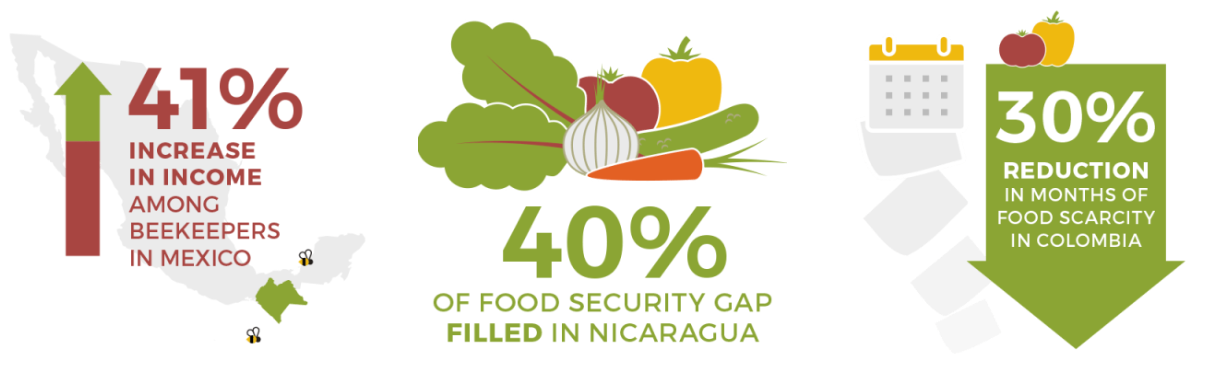 41%
INCREASE
IN INCOME
AMONG
BEEKEEPERS
IN MEXICO
40%
OF FOOD SECURITY GAP
FILLED IN NICARAGUA
30%
REDUCTION
IN MONTHS OF
FOOD SCARCITY
IN COLOMBIA